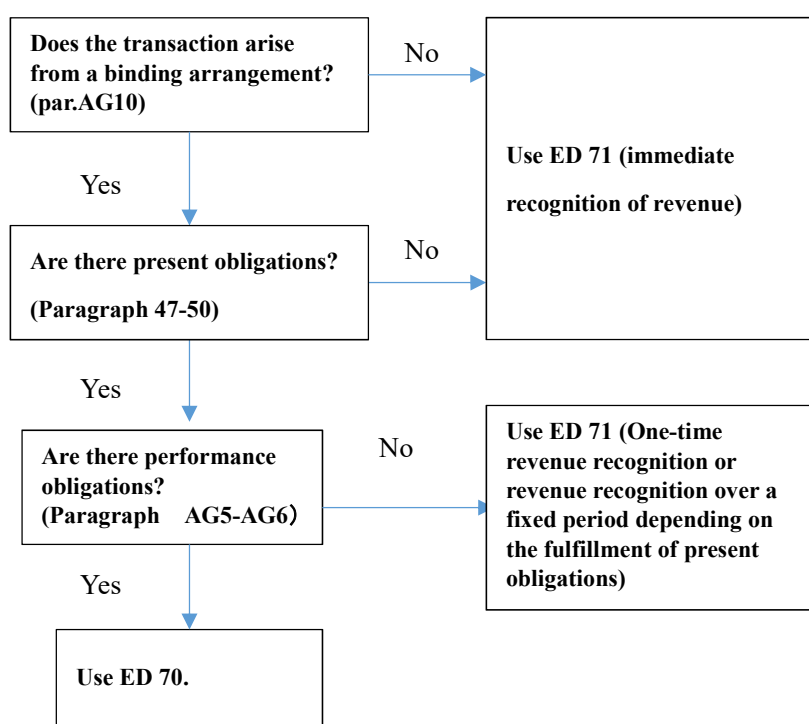 Does the transaction arise
from a binding arrangement?
(par.AG10)
No
Use ED 71 (immediate
recognition of revenue)
Yes
Are there present obligations?
(Paragraph 47-50)
No
Yes
Are there performance
obligations?
(Paragraph AG5-AG6）
No
Use ED 71 (One-time
revenue recognition or
revenue recognition over a
fixed period depending on
the fulfillment of present
obligations)
Yes
Use ED 70.